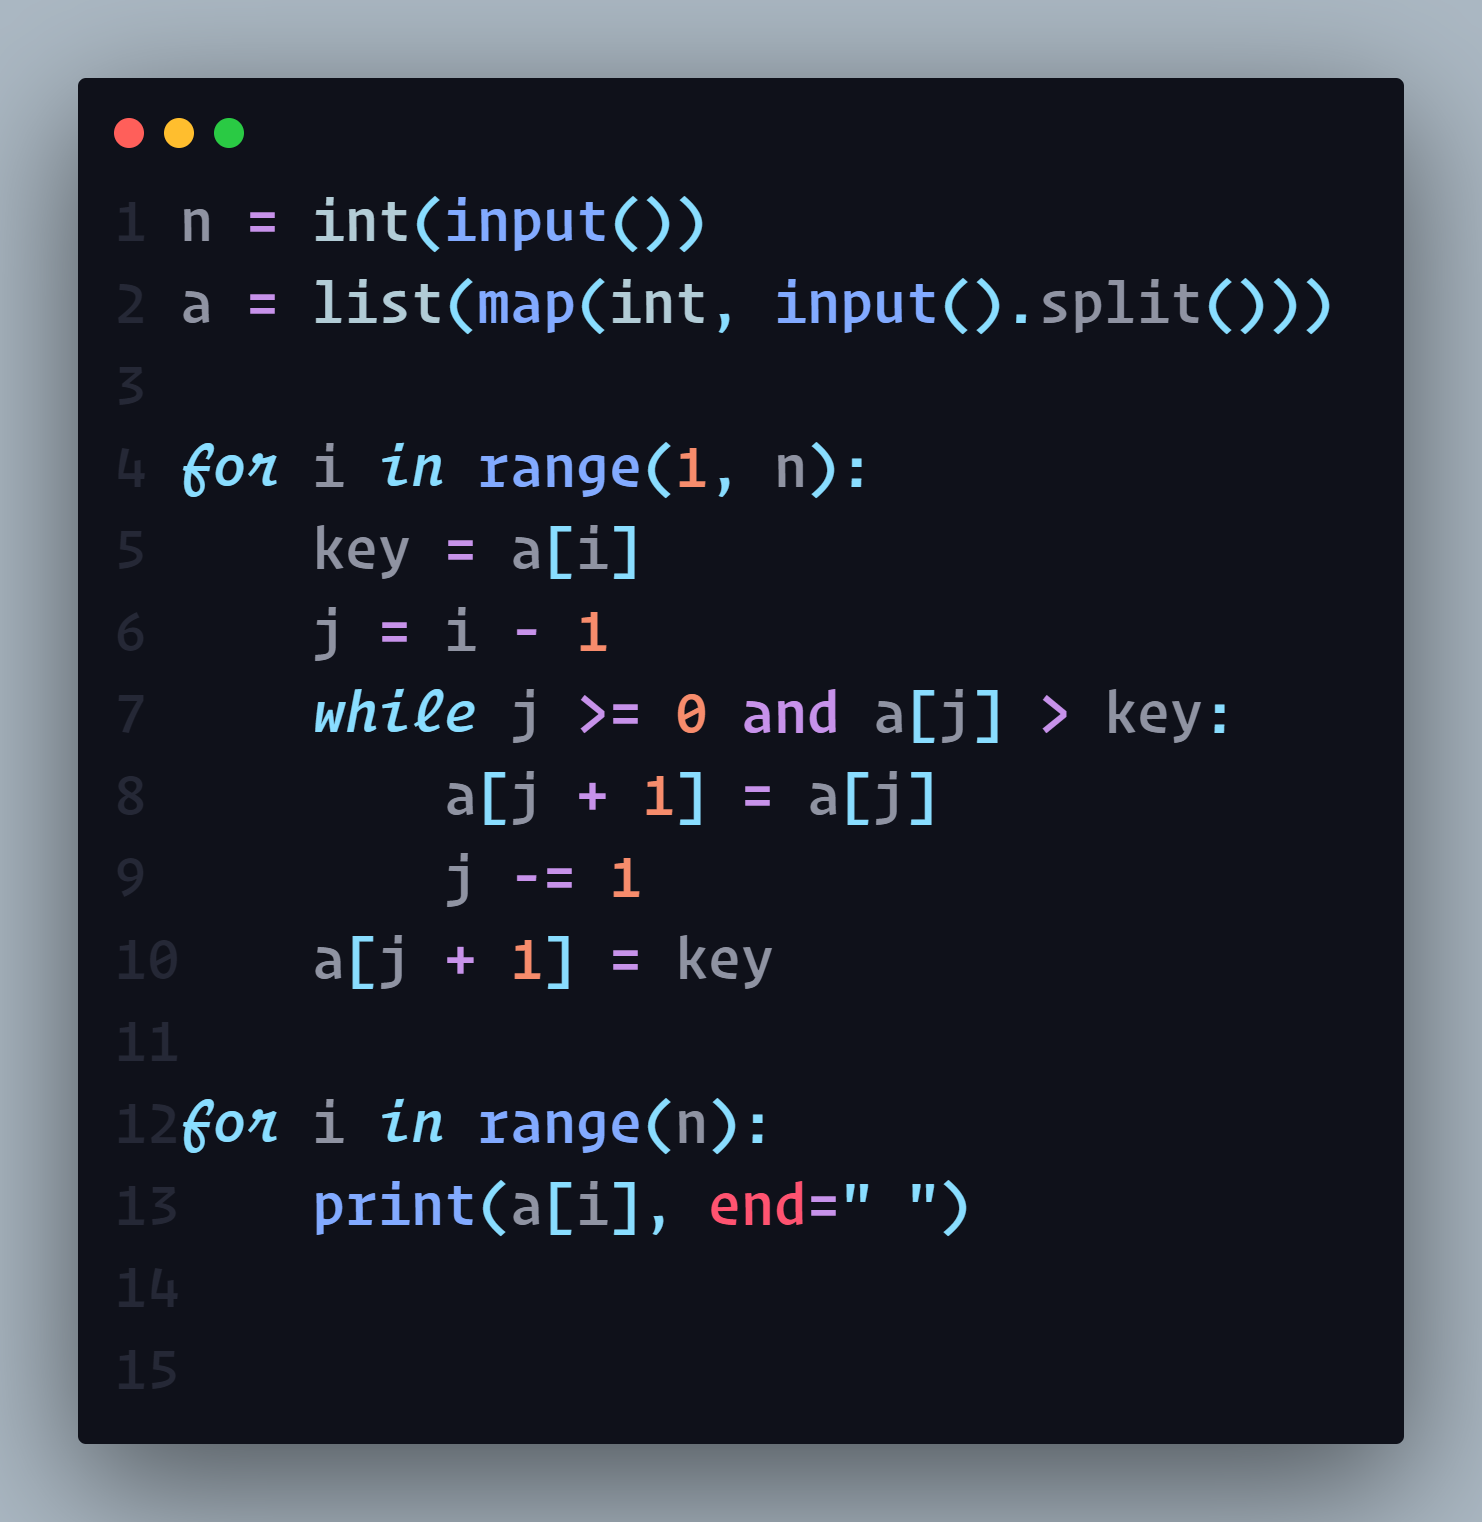 1 n = int(input())
2 a = list(map(int, input().split()))
3
4 for i in range(1, n):
5     key = a[i]
6     j = i - 1
7     while j >= 0 and a[j] > key:
8         a[j + 1] = a[j]
9         j -= 1
10    a[j + 1] = key
11
12for i in range(n):
13    print(a[i], end=" ")
14
15